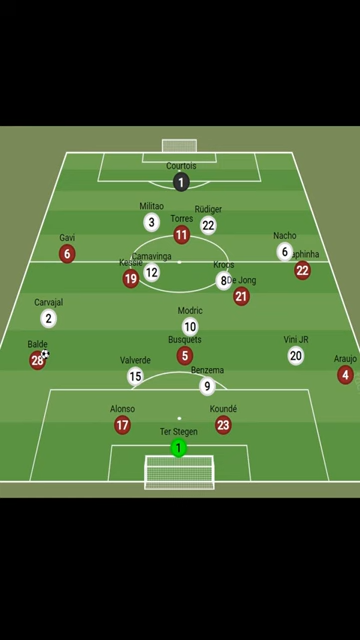 Courtois
1
Militao
3
Rüdiger
22
Torres
11
Gavi
6
Nacho
6
22
Camavinga
12
19
Kroos
8
De Jong
21
Carvajal
2
Modric
10
Balde
28
Busquets
5
Vini JR
20
Valverde
15
Benzema
9
Araujo
4
Alonso
17
Koundé
23
Ter Stegen
1